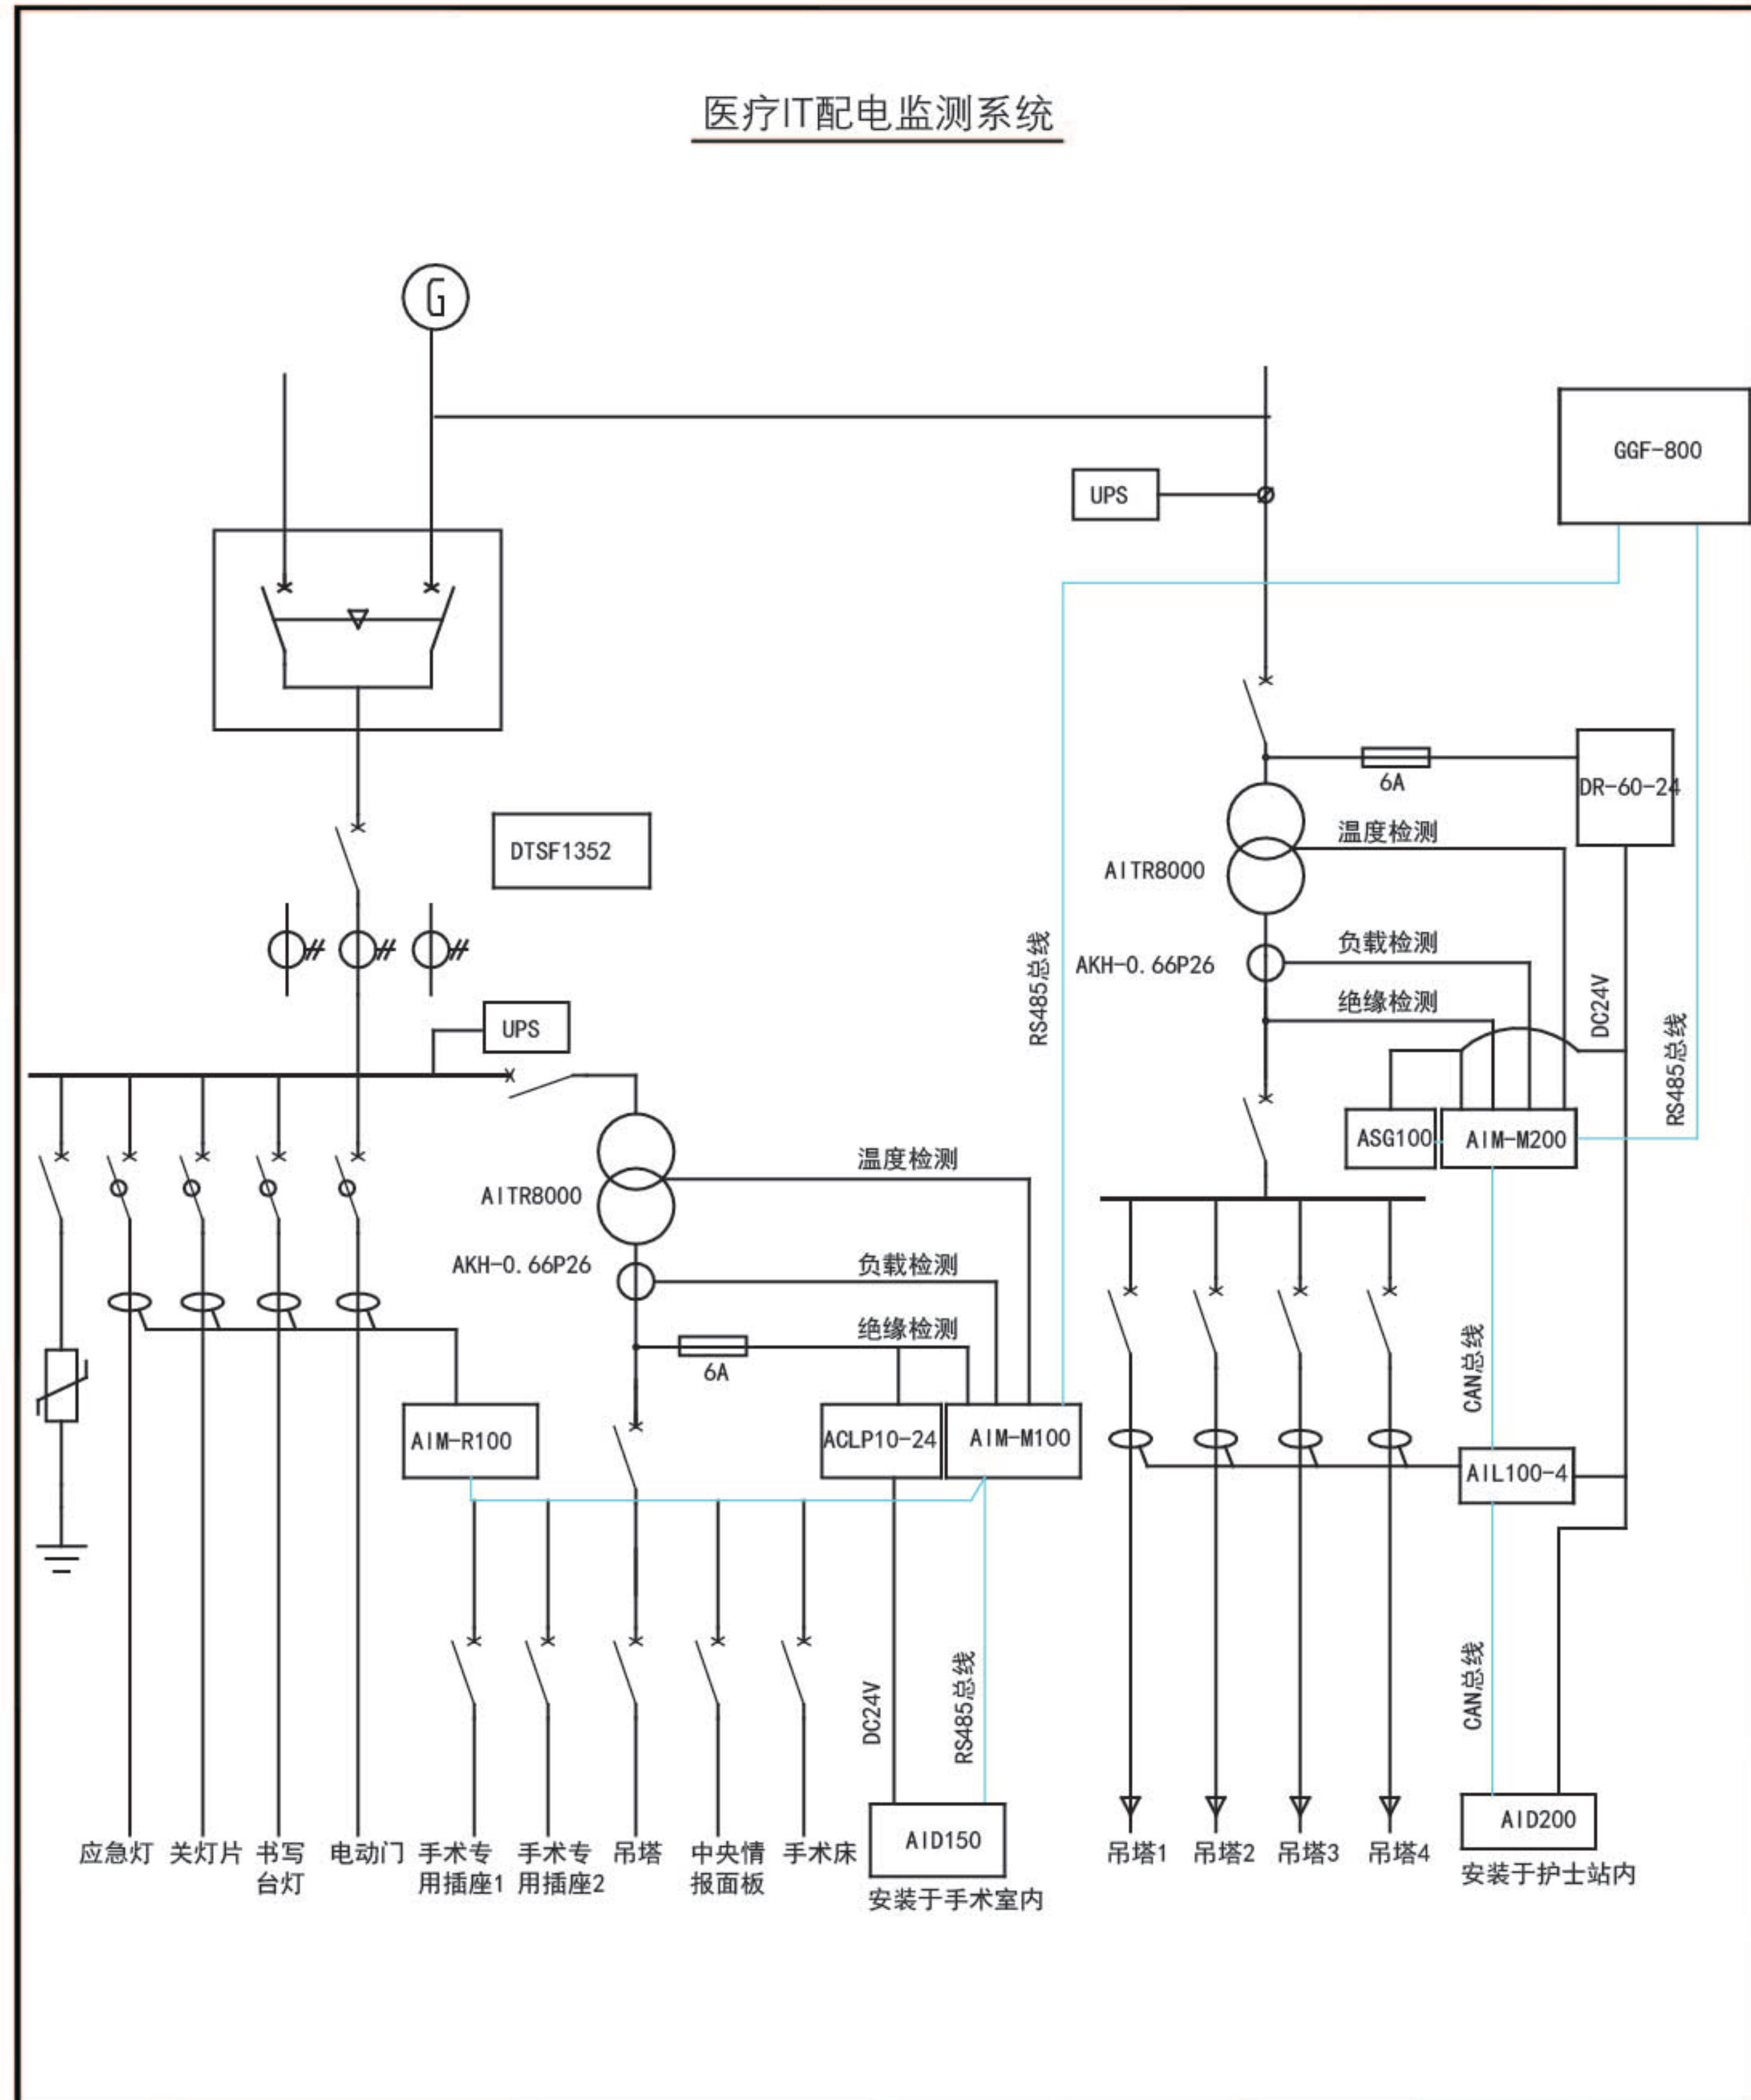 医疗IT配电监测系统
G
GGF-800
UPS
DR-60-24
6A
温度检测
DTSF1352
AITR8000
负载检测
AKH-0.66P26
RS485总线
绝缘检测
DC24V
UPS
RS485总线
ASG100
AIM-M200
温度检测
AITR8000
AKH-0.66P26
负载检测
绝缘检测
6A
CAN总线
AIM-R100
ACLP10-24
AIM-M100
AIL100-4
DC24V
RS485总线
CAN总线
AID150
AID200
应急灯
关灯片
书写
台灯
电动门
手术专
用插座1
手术专
用插座2
吊塔
中央情
报面板
手术床
安装于手术室内
吊塔1
吊塔2
吊塔3
吊塔4
安装于护士站内